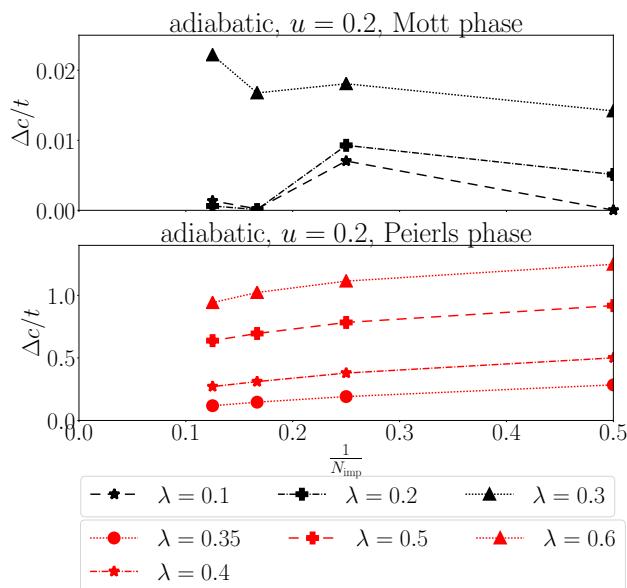 adiabatic, u = 0.2, Mott phase
Δc/t
0.02
0.01
0.00
adiabatic, u = 0.2, Peierls phase
Δc/t
1.0
0.5
0.0
0.0 0.1 0.2 0.3 0.4 0.5
1/N_imp
λ = 0.1 λ = 0.2 λ = 0.3
λ = 0.35 λ = 0.5 λ = 0.6
λ = 0.4